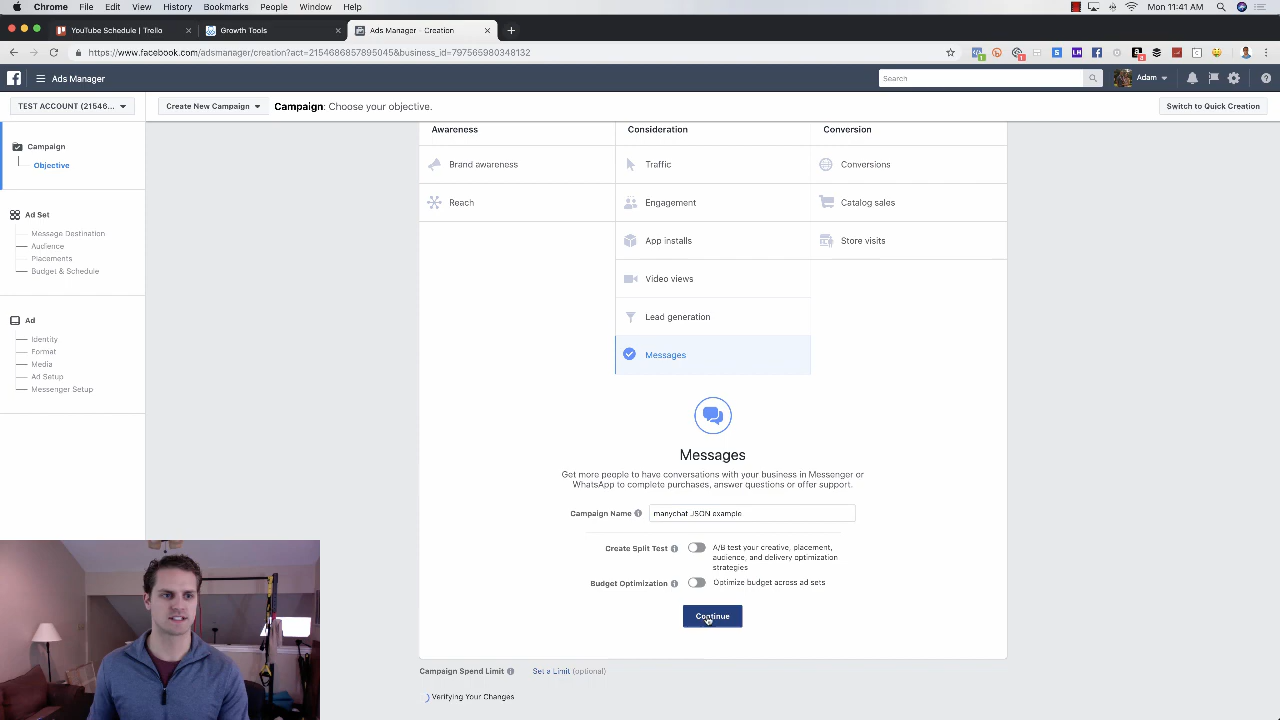 Chrome File Edit View History Bookmarks People Window Help
Mon 11:41 AM
YouTube Schedule | Trello
Growth Tools
Ads Manager - Creation
https://www.facebook.com/adsmanager/creation?act=2154686857895045&business_id=797565980348132
Ads Manager
Search
Adam
TEST ACCOUNT (21546...
Create New Campaign
Campaign: Choose your objective.
Switch to Quick Creation
Campaign
Objective
Ad Set
Message Destination
Audience
Placements
Budget & Schedule
Ad
Identity
Format
Media
Ad Setup
Messenger Setup
Awareness
Consideration
Conversion
Brand awareness
Traffic
Conversions
Reach
Engagement
Catalog sales
App installs
Store visits
Video views
Lead generation
Messages
Messages
Get more people to have conversations with your business in Messenger or
WhatsApp to complete purchases, answer questions or offer support.
Campaign Name
manychat JSON example
Create Split Test
A/B test your creative, placement,
audience, and delivery optimization
strategies
Budget Optimization
Optimize budget across ad sets
Continue
Campaign Spend Limit
Set a Limit (optional)
Verifying Your Changes